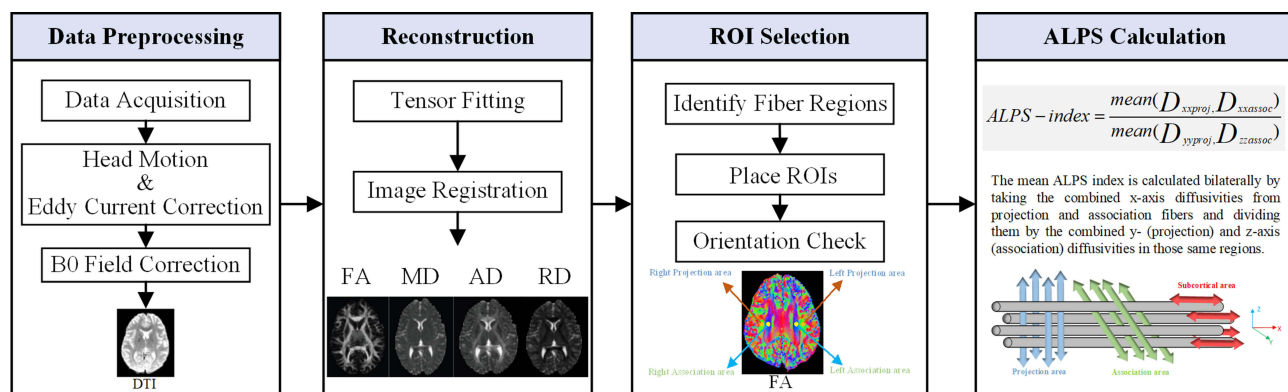 Data Preprocessing
Data Acquisition
Head Motion
&
Eddy Current Correction
B0 Field Correction
DTI
Reconstruction
Tensor Fitting
Image Registration
FA MD AD RD
ROI Selection
Identify Fiber Regions
Place ROIs
Orientation Check
Right Projection area Left Projection area
Right Association area Left Association area
FA
ALPS Calculation
ALPS − index = mean(D xxproj, D xxassoc) / mean(D yyproj, D zzassoc)
The mean ALPS index is calculated bilaterally by
taking the combined x-axis diffusivities from
projection and association fibers and dividing
them by the combined y- (projection) and z-axis
(association) diffusivities in those same regions.
Subcortical area
Z
X
Y
Projection area Association area